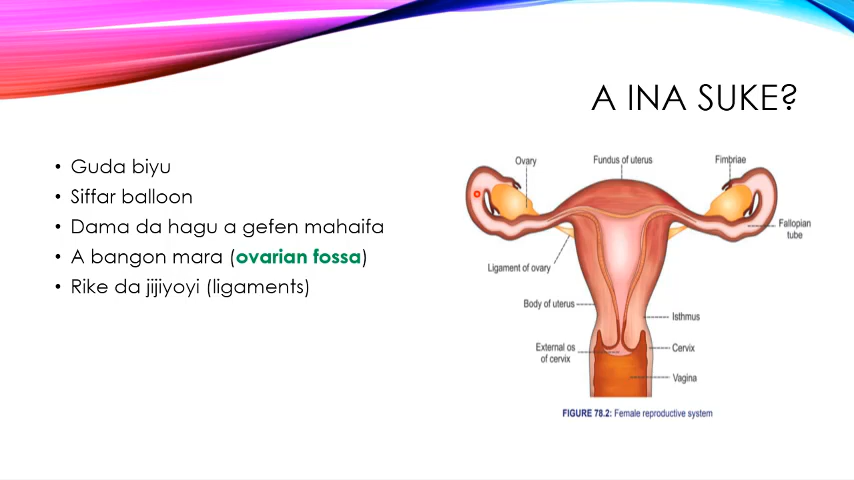 A INA SUKE?
• Guda biyu
• Siffar balloon
• Dama da hagu a gefen mahaifa
• A bangon mara (ovarian fossa)
• Rike da jijiyoyi (ligaments)
Ovary
Fundus of uterus
Fimbriae
Fallopian
tube
Ligament of ovary
Body of uterus
Isthmus
External os
of cervix
Cervix
Vagina
FIGURE 78.2: Female reproductive system